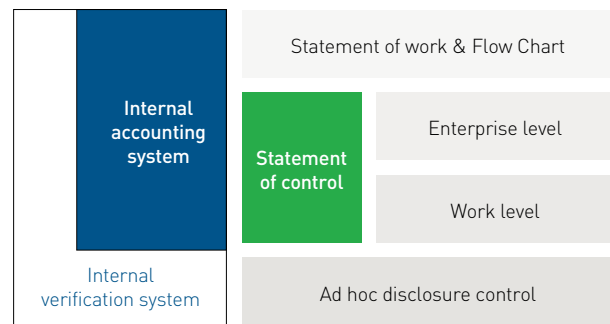 Statement of work & Flow Chart
Internal
accounting
system
Statement
of control
Enterprise level
Work level
Internal
verification system
Ad hoc disclosure control